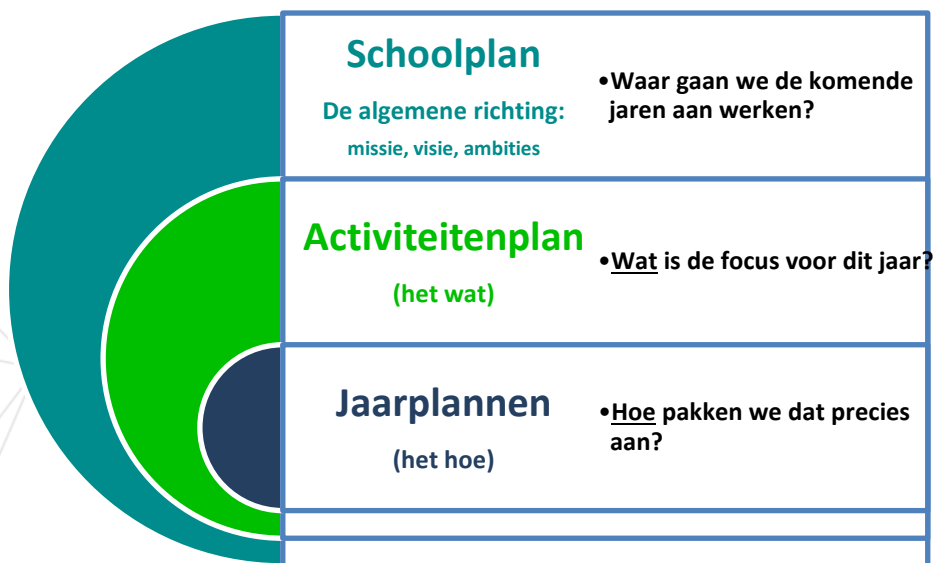 Schoolplan
De algemene richting:
missie, visie, ambities
•Waar gaan we de komende
jaren aan werken?
Activiteitenplan
(het wat)
•Wat is de focus voor dit jaar?
Jaarplannen
(het hoe)
•Hoe pakken we dat precies
aan?